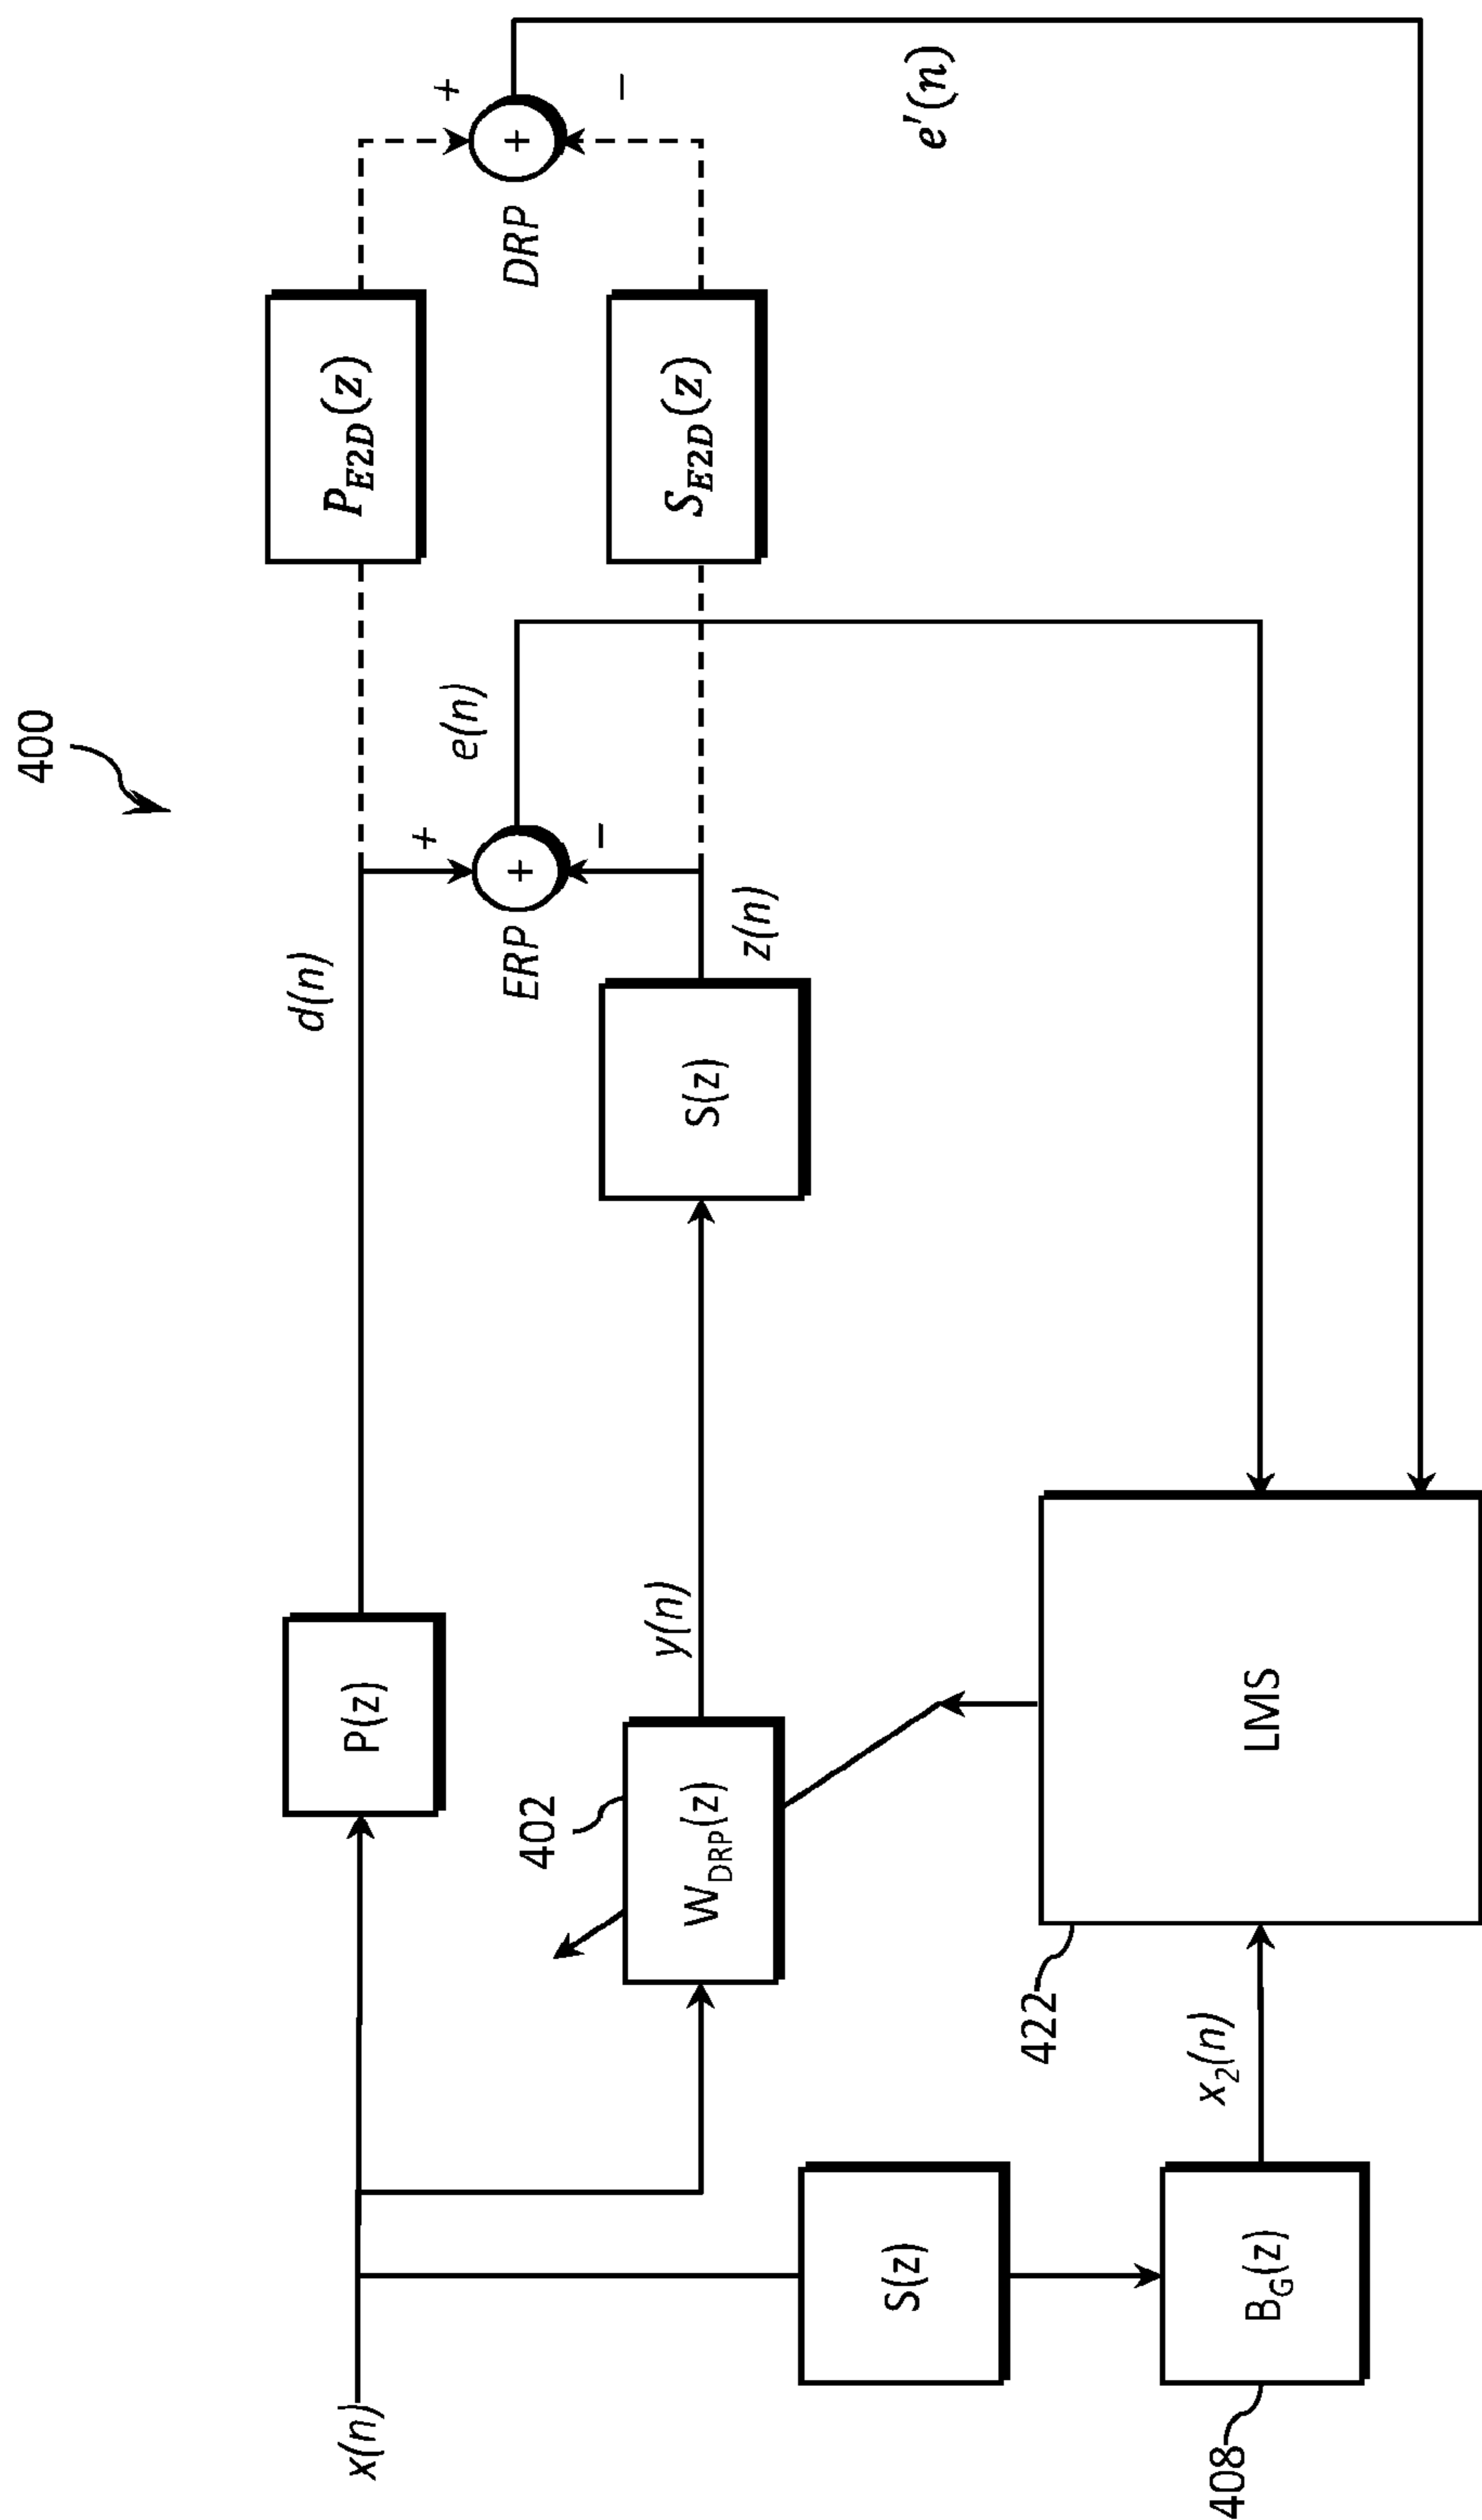 400
x(n)
P(z)
d(n)
P_E2D(z)
+
+
DRP
−
e(n)
+
+
ERP
−
402
W_DRP(z)
y(n)
S(z)
z(n)
S_E2D(z)
e'(n)
S(z)
408
B_G(z)
x_2(n)
422
LMS